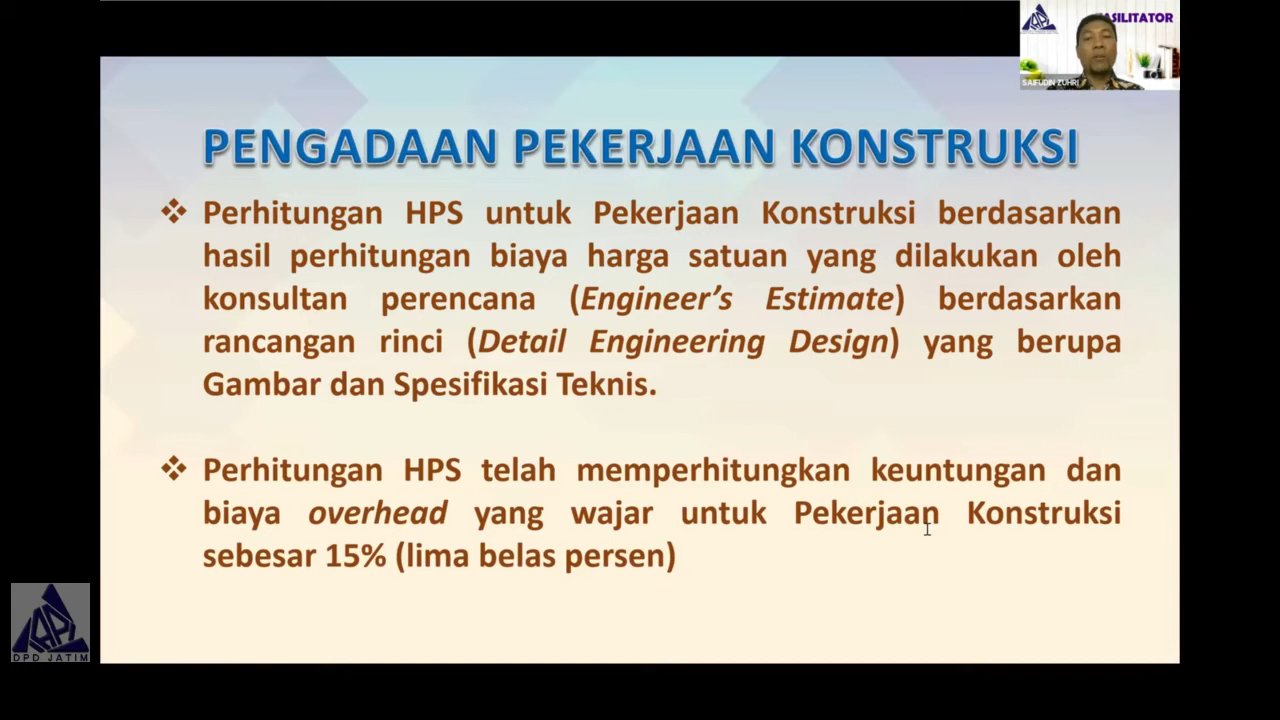 FASILITATOR
SAIFUDIN ZUHRI
PENGADAAN PEKERJAAN KONSTRUKSI
❖ Perhitungan HPS untuk Pekerjaan Konstruksi berdasarkan
hasil perhitungan biaya harga satuan yang dilakukan oleh
konsultan perencana (Engineer’s Estimate) berdasarkan
rancangan rinci (Detail Engineering Design) yang berupa
Gambar dan Spesifikasi Teknis.
❖ Perhitungan HPS telah memperhitungkan keuntungan dan
biaya overhead yang wajar untuk Pekerjaan Konstruksi
sebesar 15% (lima belas persen)
DPD JATIM